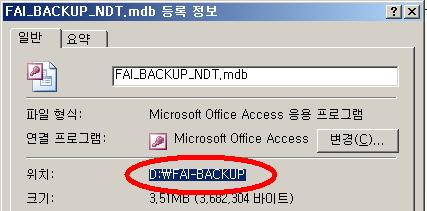 FAI_BACKUP_NDT.mdb 등록 정보
일반 요약
FAI_BACKUP_NDT.mdb
파일 형식: Microsoft Office Access 응용 프로그램
연결 프로그램: Microsoft Office Access 변경(C)...
위치: D:₩FAI-BACKUP
크기: 3.51MB (3,682,304 바이트)